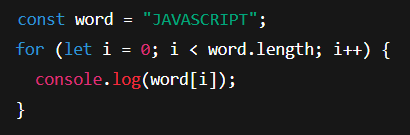 const word = "JAVASCRIPT";
for (let i = 0; i < word.length; i++) {
  console.log(word[i]);
}